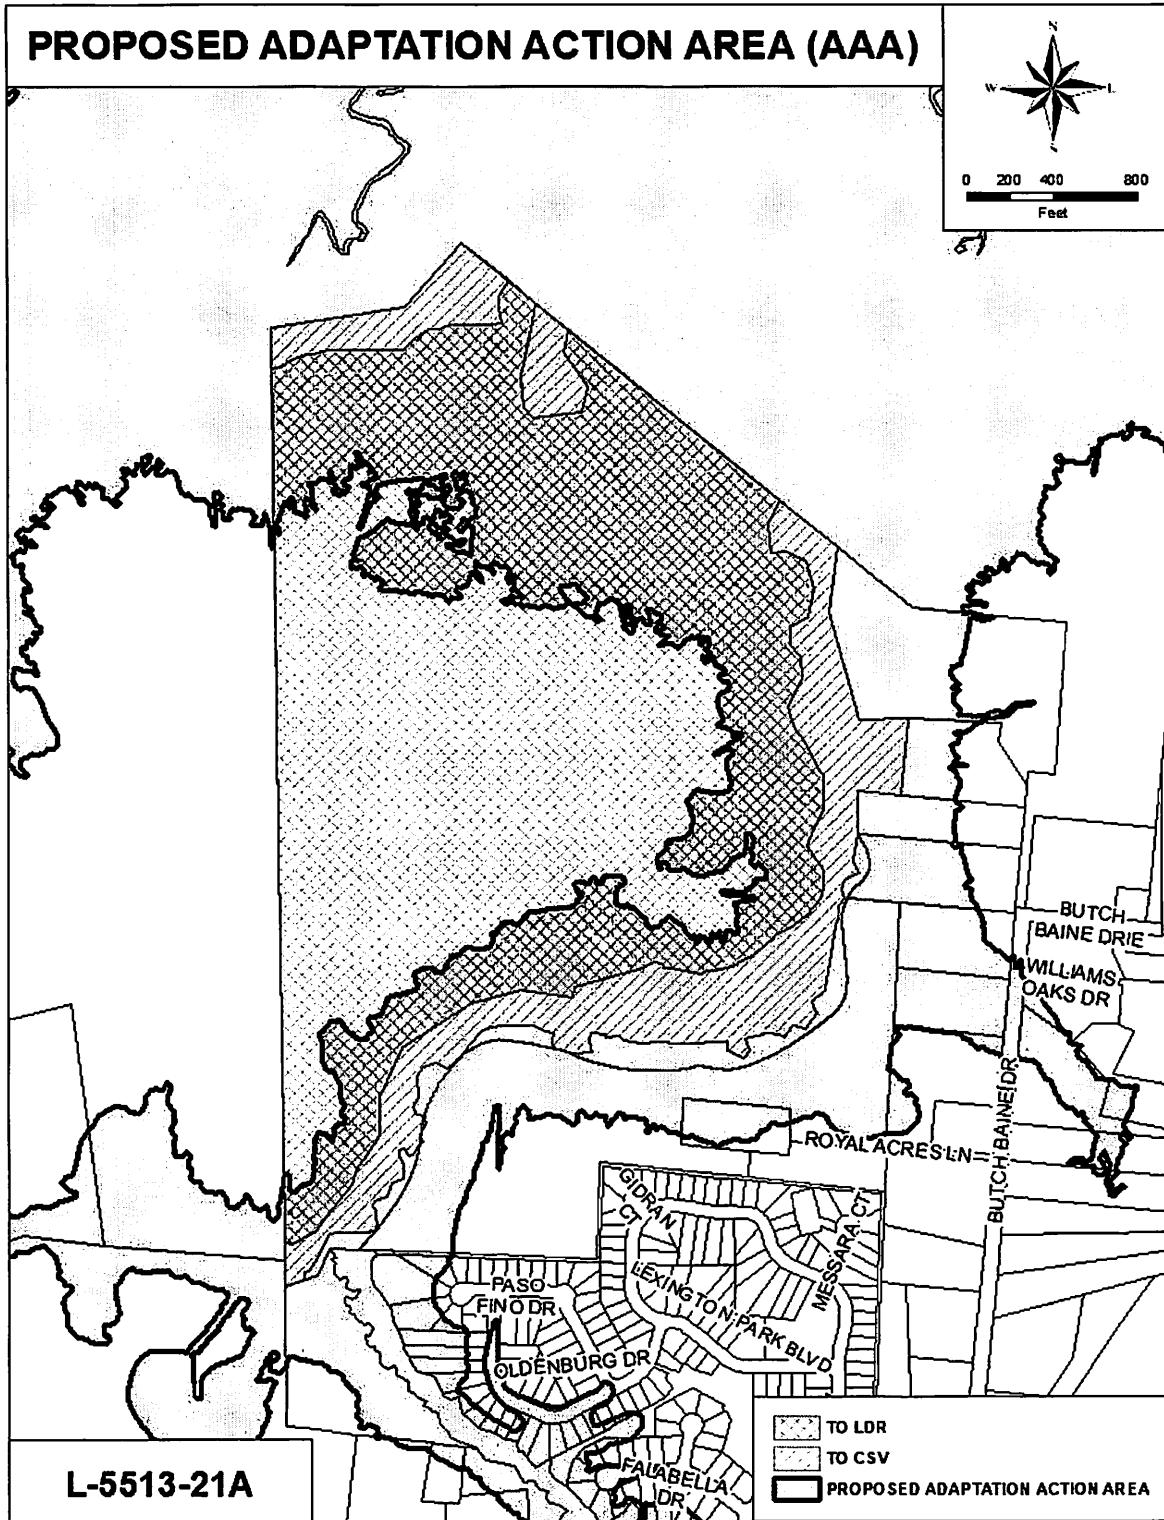 PROPOSED ADAPTATION ACTION AREA (AAA)
N
W
S
0 200 400 800
Feet
BUTCH
BAINE DR E
WILLIAMS
OAKS DR
BUTCH BAINE DR
ROYAL ACRES LN
GIDRAN
CT
MESSARA CT
LEXINGTON PARK BLVD
PASO
FINO DR
OLDENBURG DR
FALABELLA
DR
TO LDR
TO CSV
PROPOSED ADAPTATION ACTION AREA
L-5513-21A